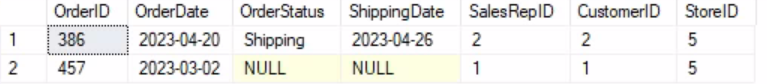 OrderID OrderDate OrderStatus ShippingDate SalesRepID CustomerID StoreID
1 386 2023-04-20 Shipping 2023-04-26 2 2 5
2 457 2023-03-02 NULL NULL 1 1 5